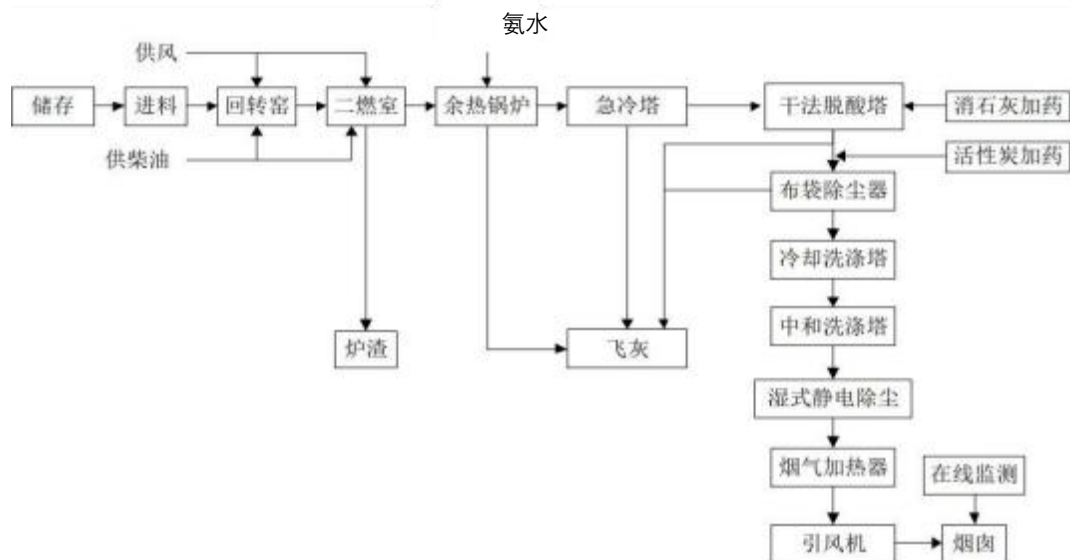 氨水
供风
储存
进料
回转窑
二燃室
余热锅炉
急冷塔
干法脱酸塔
消石灰加药
供柴油
活性炭加药
布袋除尘器
冷却洗涤塔
中和洗涤塔
炉渣
飞灰
湿式静电除尘
烟气加热器
在线监测
引风机
烟囱